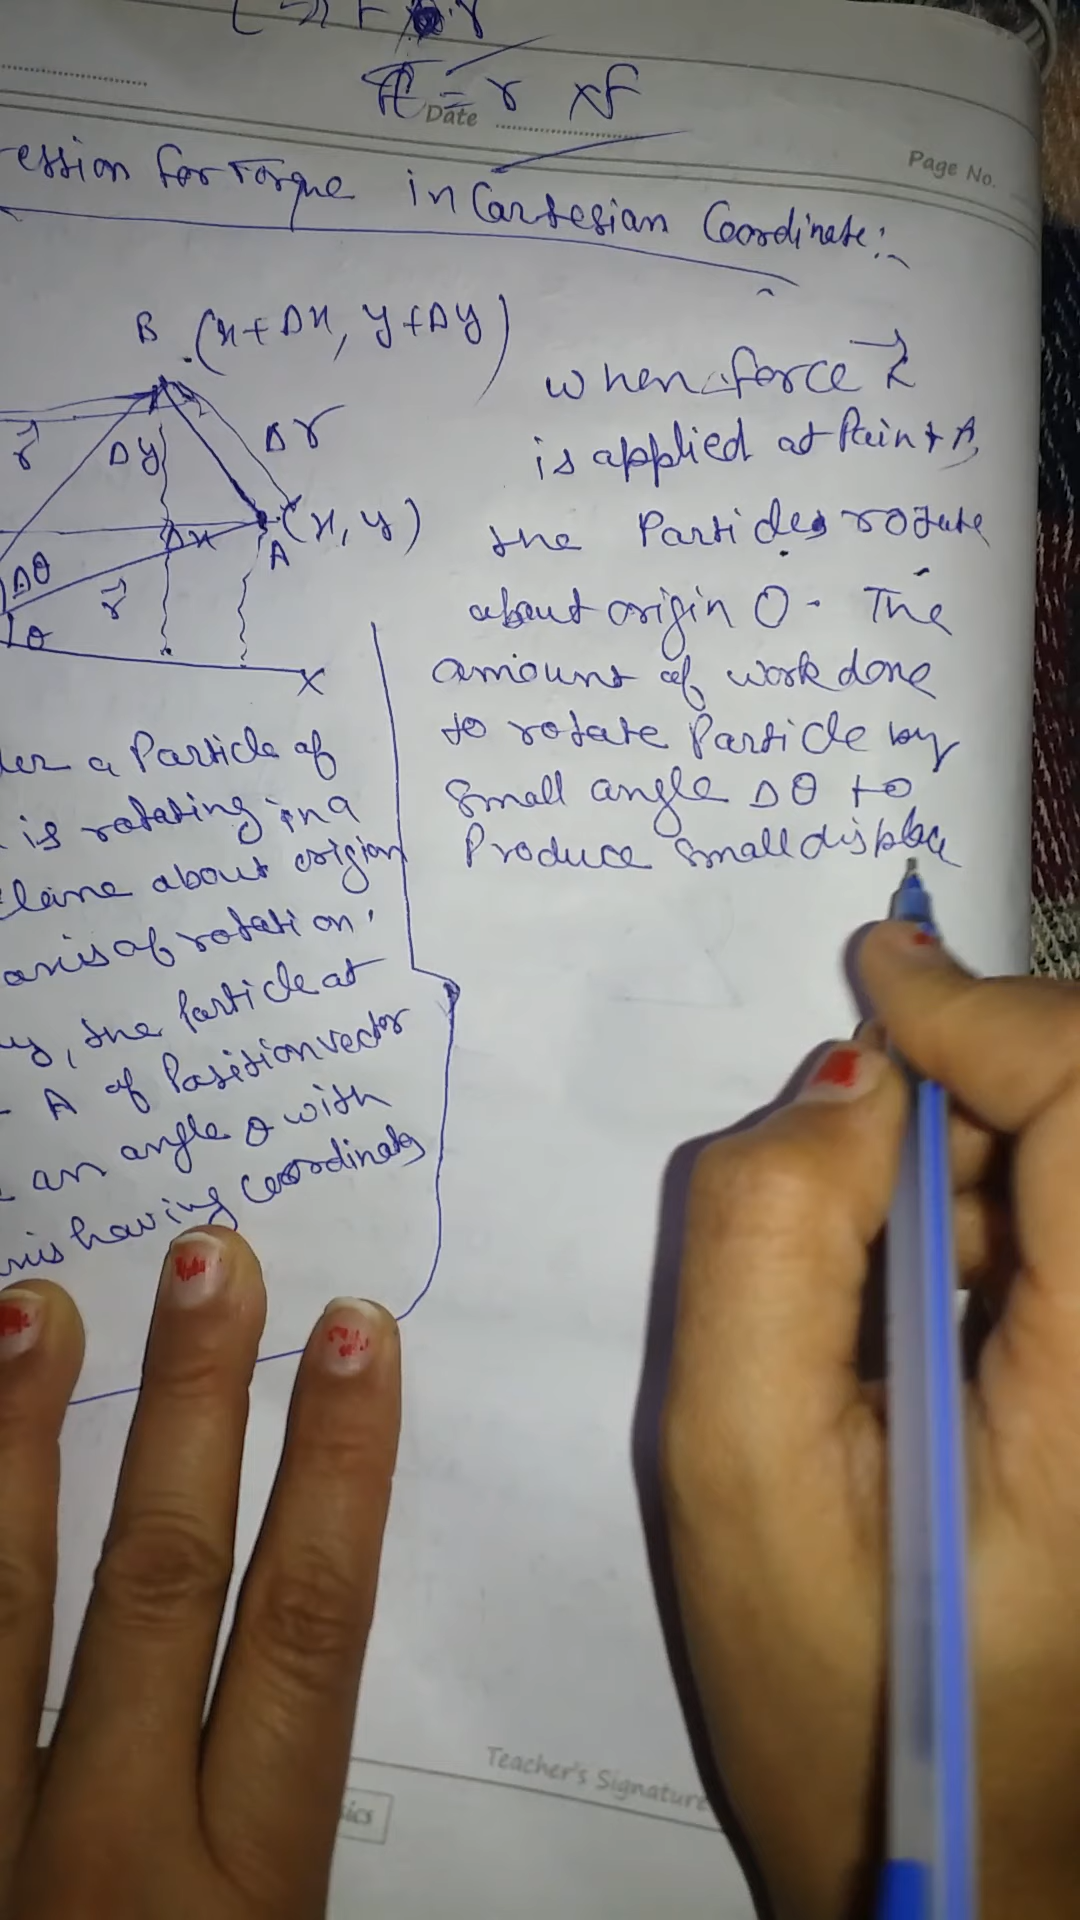 τ = r × f
Date
Page No.
ession for Torque in Cartesian Coordinate:
B (x+Δx, y+Δy)
r
Δy
Δr
Δx
(x, y)
A
Δθ
r
θ
X
a Particle of
is rotating in a
lane about origion
axis of rotation.
, the Particle at
A of Position vector
an angle θ with
xis having coordinates
when force
is applied at Point A,
the Particles rotate
about origin O. The
amount of work done
to rotate Particle by
small angle Δθ to
Produce small displace
Teacher's Signature
sics